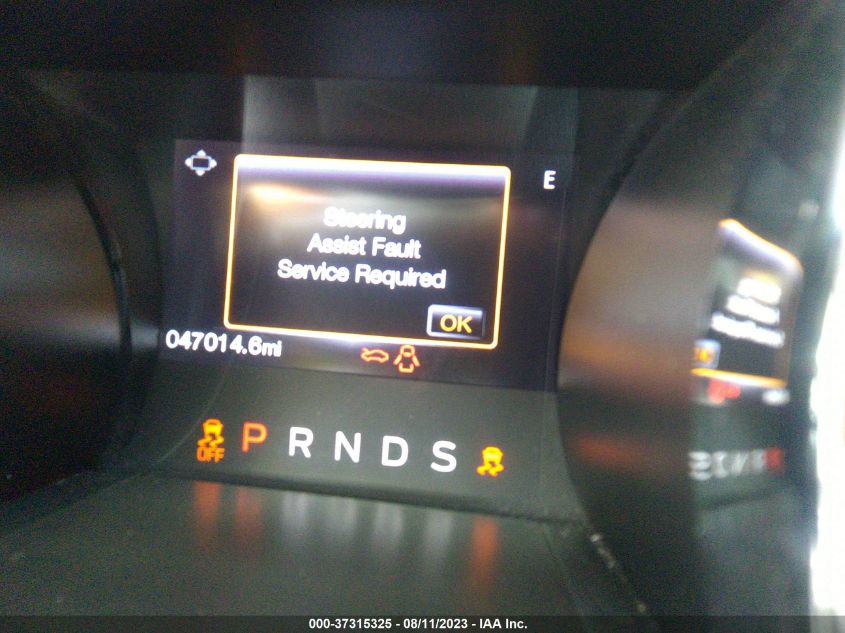 E
Steering
Assist Fault
Service Required
OK
047014.6mi
OFF P R N D S
000-37315325 - 08/11/2023 - IAA Inc.